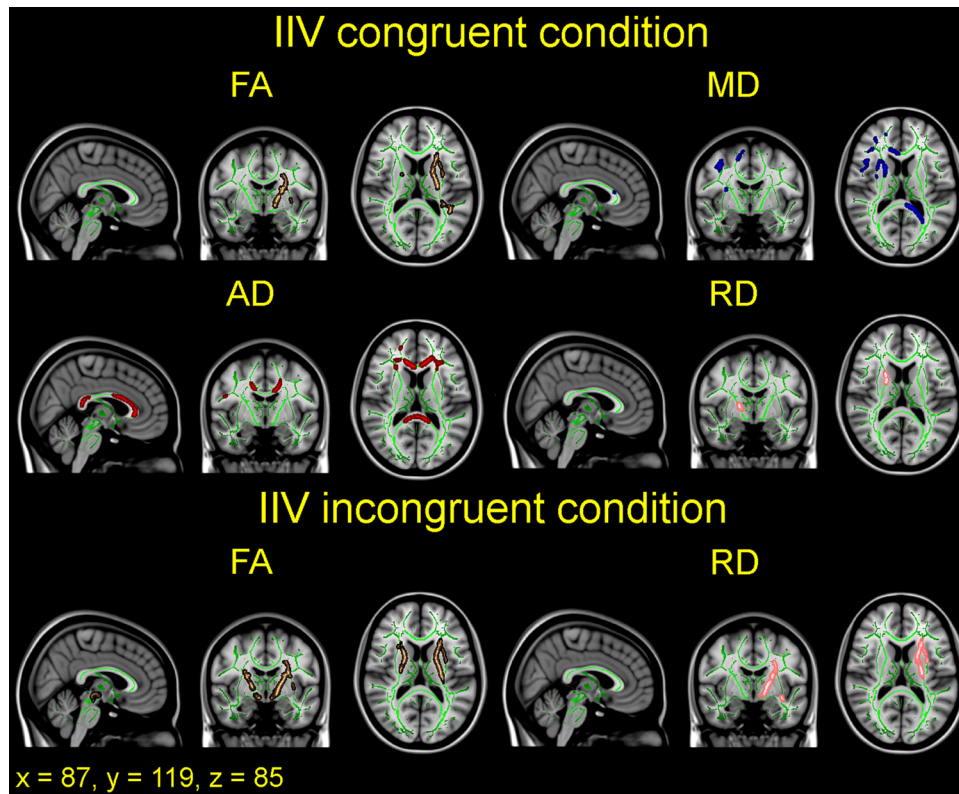 IIV congruent condition
FA MD
AD RD
IIV incongruent condition
FA RD
x = 87, y = 119, z = 85